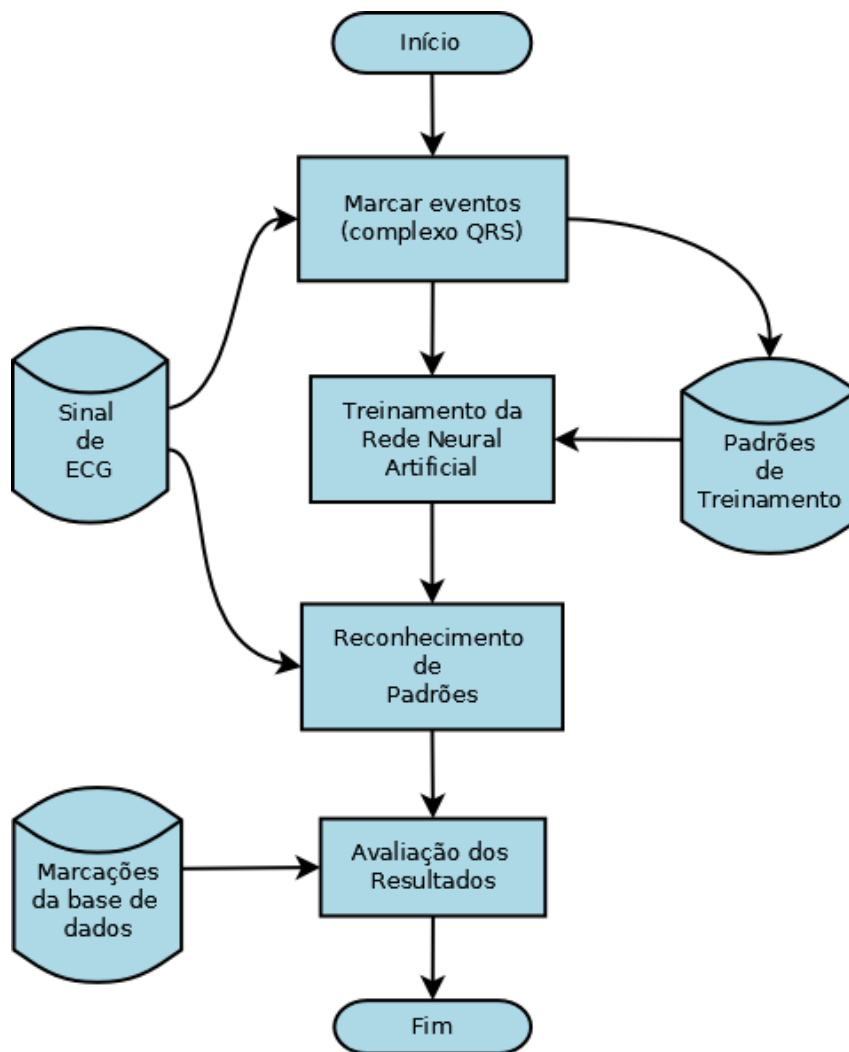 Início
Marcar eventos
(complexo QRS)
Sinal
de
ECG
Treinamento da
Rede Neural
Artificial
Padrões
de
Treinamento
Reconhecimento
de
Padrões
Marcações
da base de
dados
Avaliação dos
Resultados
Fim